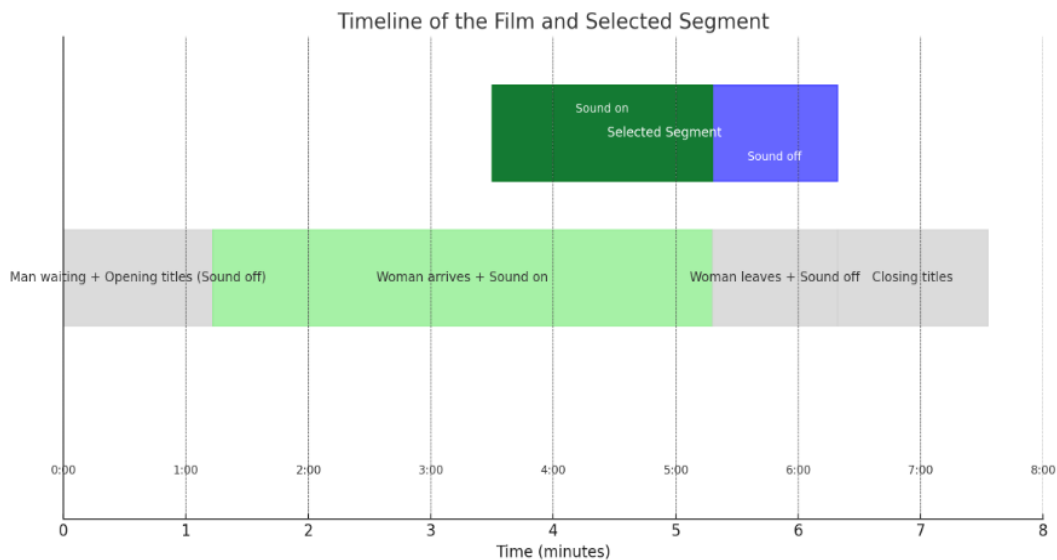 Timeline of the Film and Selected Segment
Sound on
Selected Segment
Sound off
Man waiting + Opening titles (Sound off)
Woman arrives + Sound on
Woman leaves + Sound off
Closing titles
0:00 1:00 2:00 3:00 4:00 5:00 6:00 7:00 8:00
0 1 2 3 4 5 6 7 8
Time (minutes)